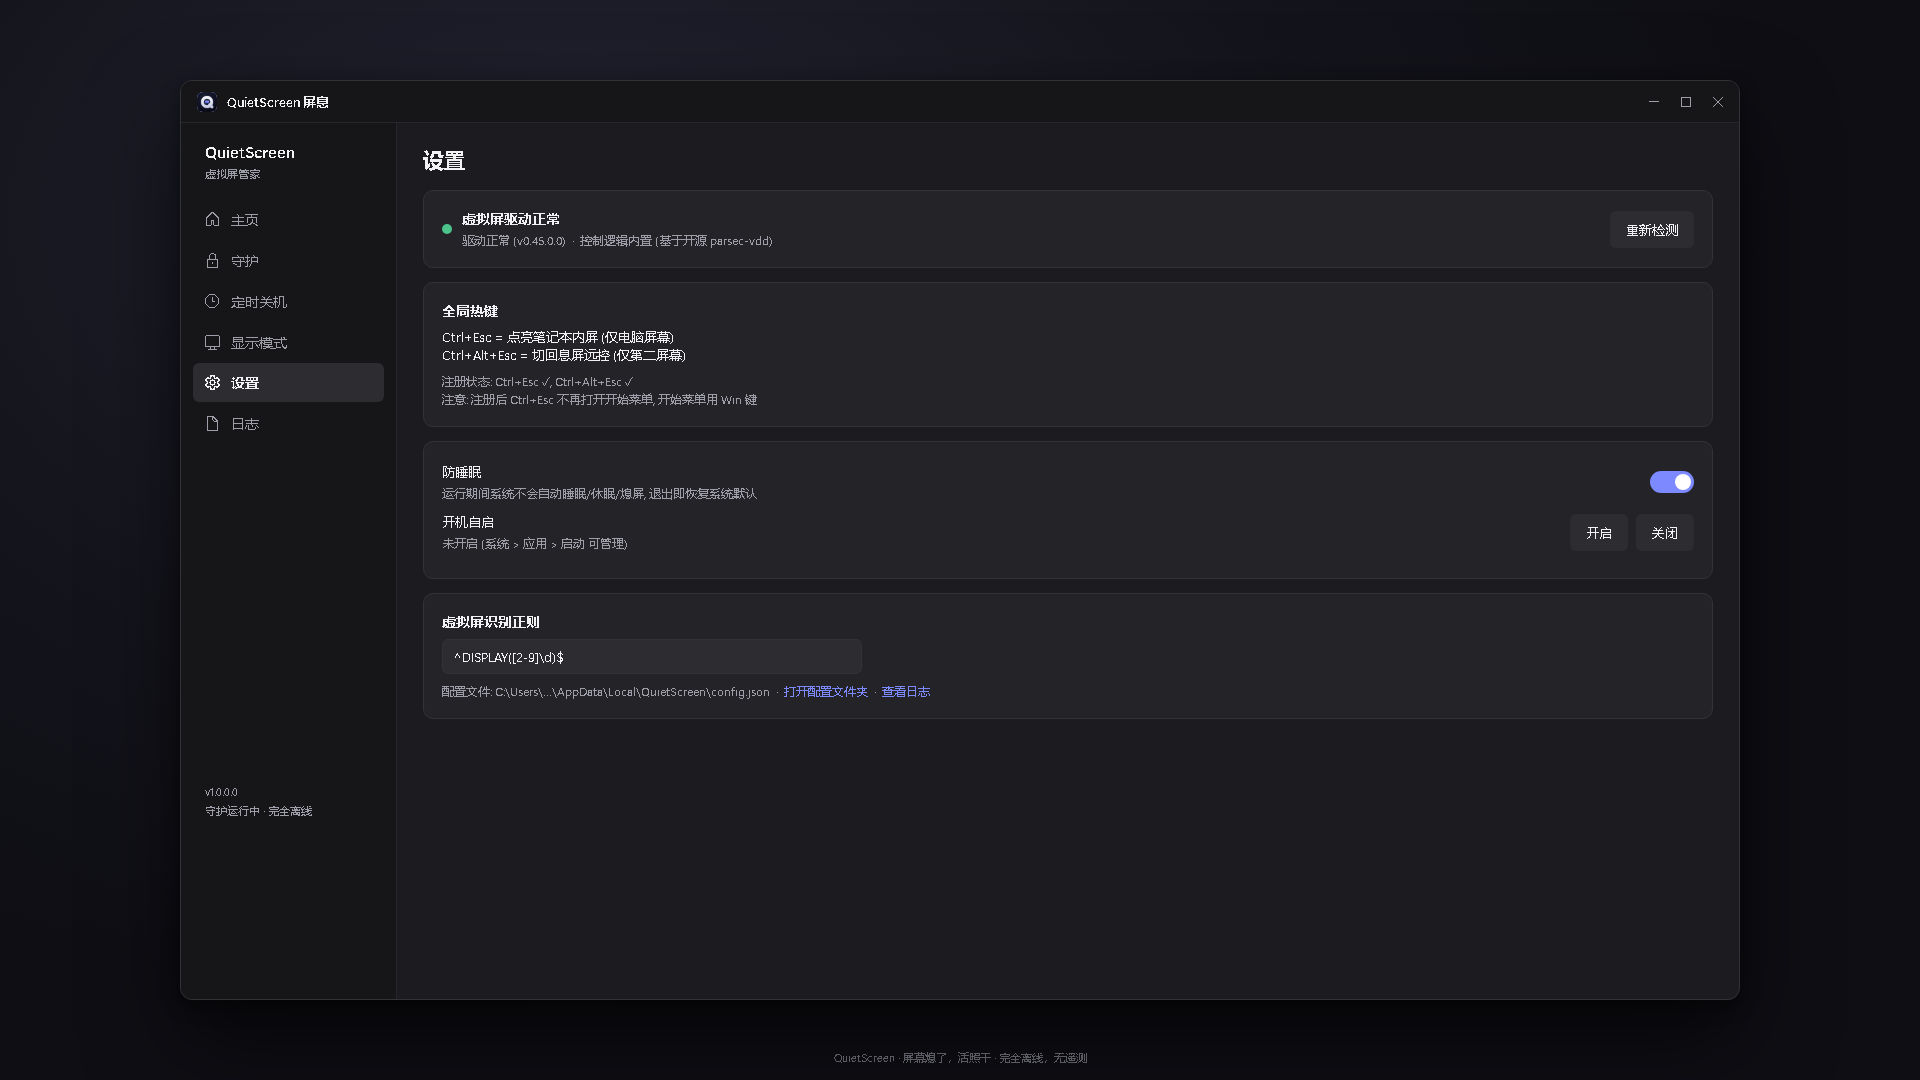 QuietScreen 屏息
QuietScreen
虚拟屏管家
主页
守护
定时关机
显示模式
设置
日志
v1.0.0.0
守护运行中 · 完全离线
设置
虚拟屏驱动正常
驱动正常 (v0.45.0.0) · 控制逻辑内置 (基于开源 parsec-vdd)
重新检测
全局热键
Ctrl+Esc = 点亮笔记本内屏 (仅电脑屏幕)
Ctrl+Alt+Esc = 切回息屏远控 (仅第二屏幕)
注册状态: Ctrl+Esc ✓, Ctrl+Alt+Esc ✓
注意: 注册后 Ctrl+Esc 不再打开开始菜单, 开始菜单用 Win 键
防睡眠
运行期间系统不会自动睡眠/休眠/熄屏, 退出即恢复系统默认
开机自启
未开启 (系统 > 应用 > 启动 可管理)
开启
关闭
虚拟屏识别正则
^DISPLAY([2-9]\d)$
配置文件: C:\Users\...\AppData\Local\QuietScreen\config.json · 打开配置文件夹 · 查看日志
QuietScreen · 屏幕熄了，活照干 · 完全离线，无遥测